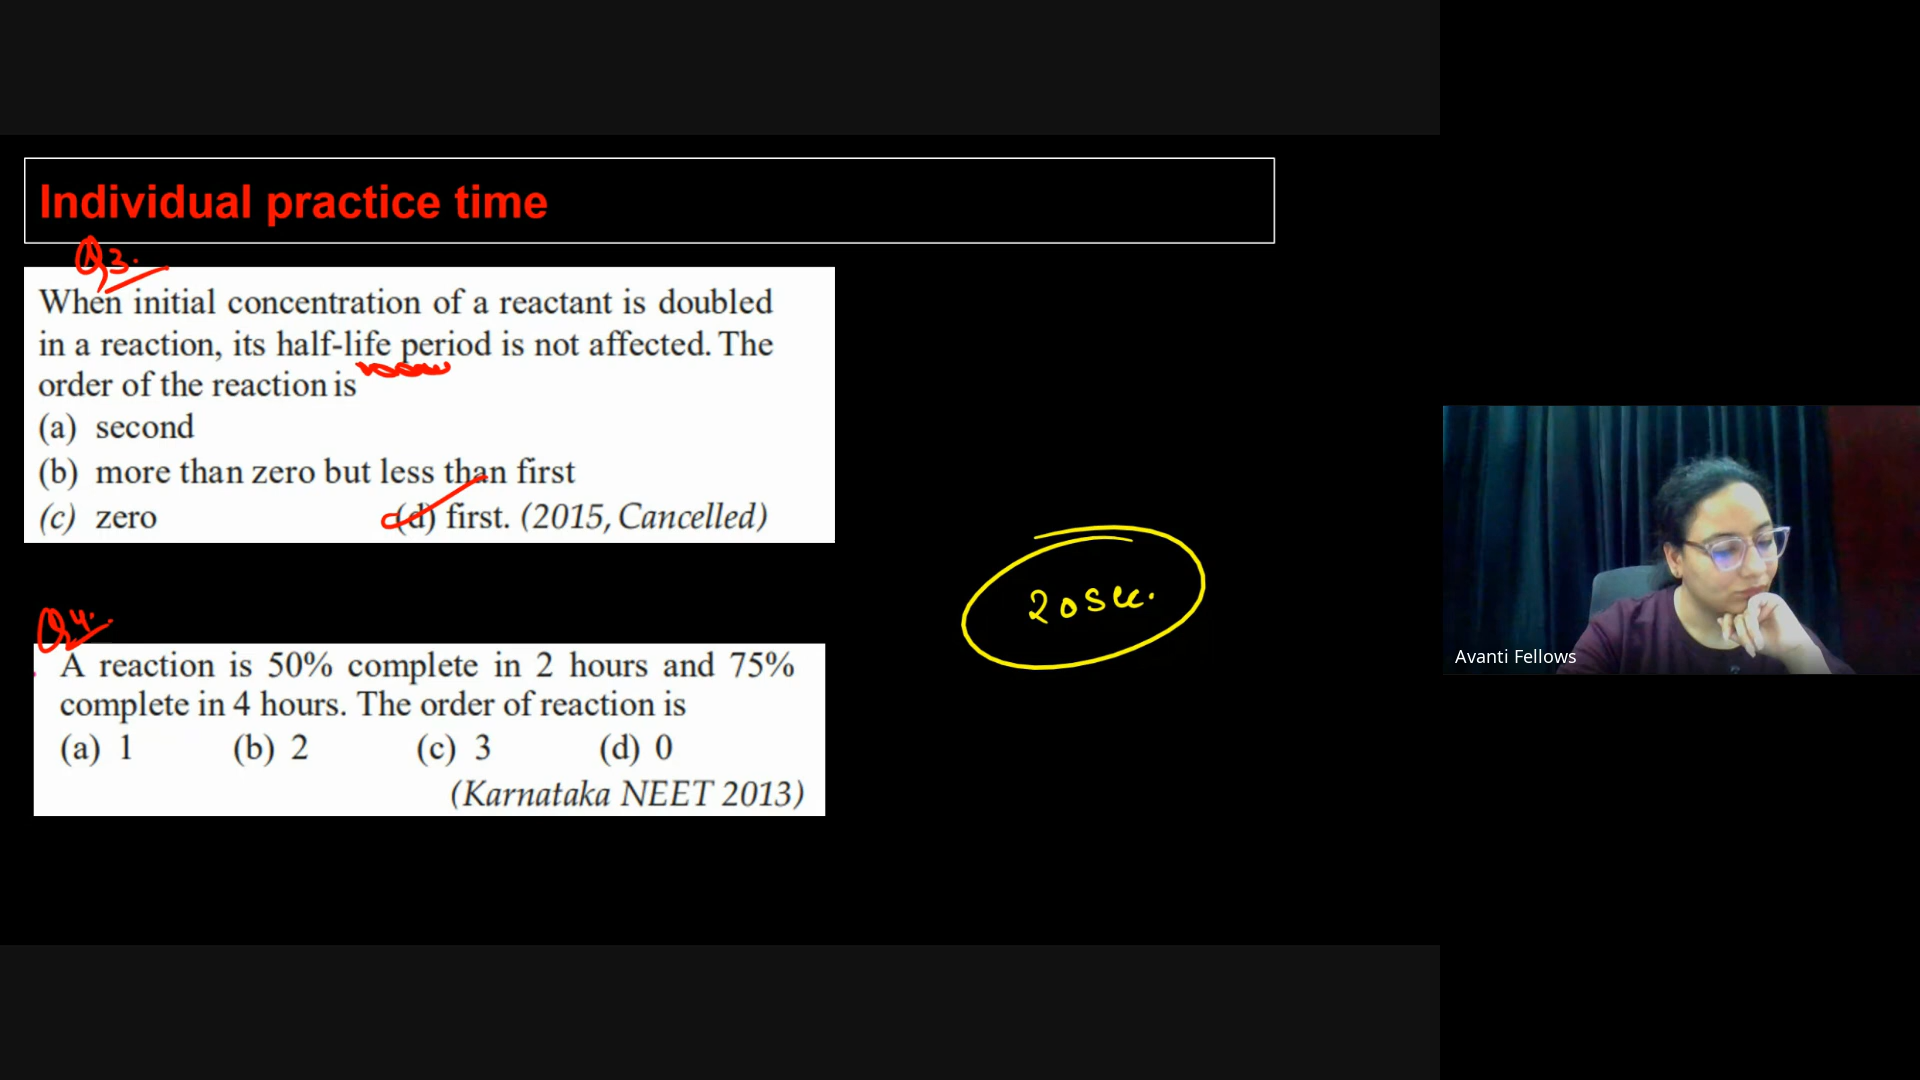 Individual practice time
Q3.
When initial concentration of a reactant is doubled
in a reaction, its half-life period is not affected. The
order of the reaction is
(a) second
(b) more than zero but less than first
(c) zero (d) first. (2015, Cancelled)
20 sec.
Q4.
A reaction is 50% complete in 2 hours and 75%
complete in 4 hours. The order of reaction is
(a) 1 (b) 2 (c) 3 (d) 0
(Karnataka NEET 2013)
Avanti Fellows